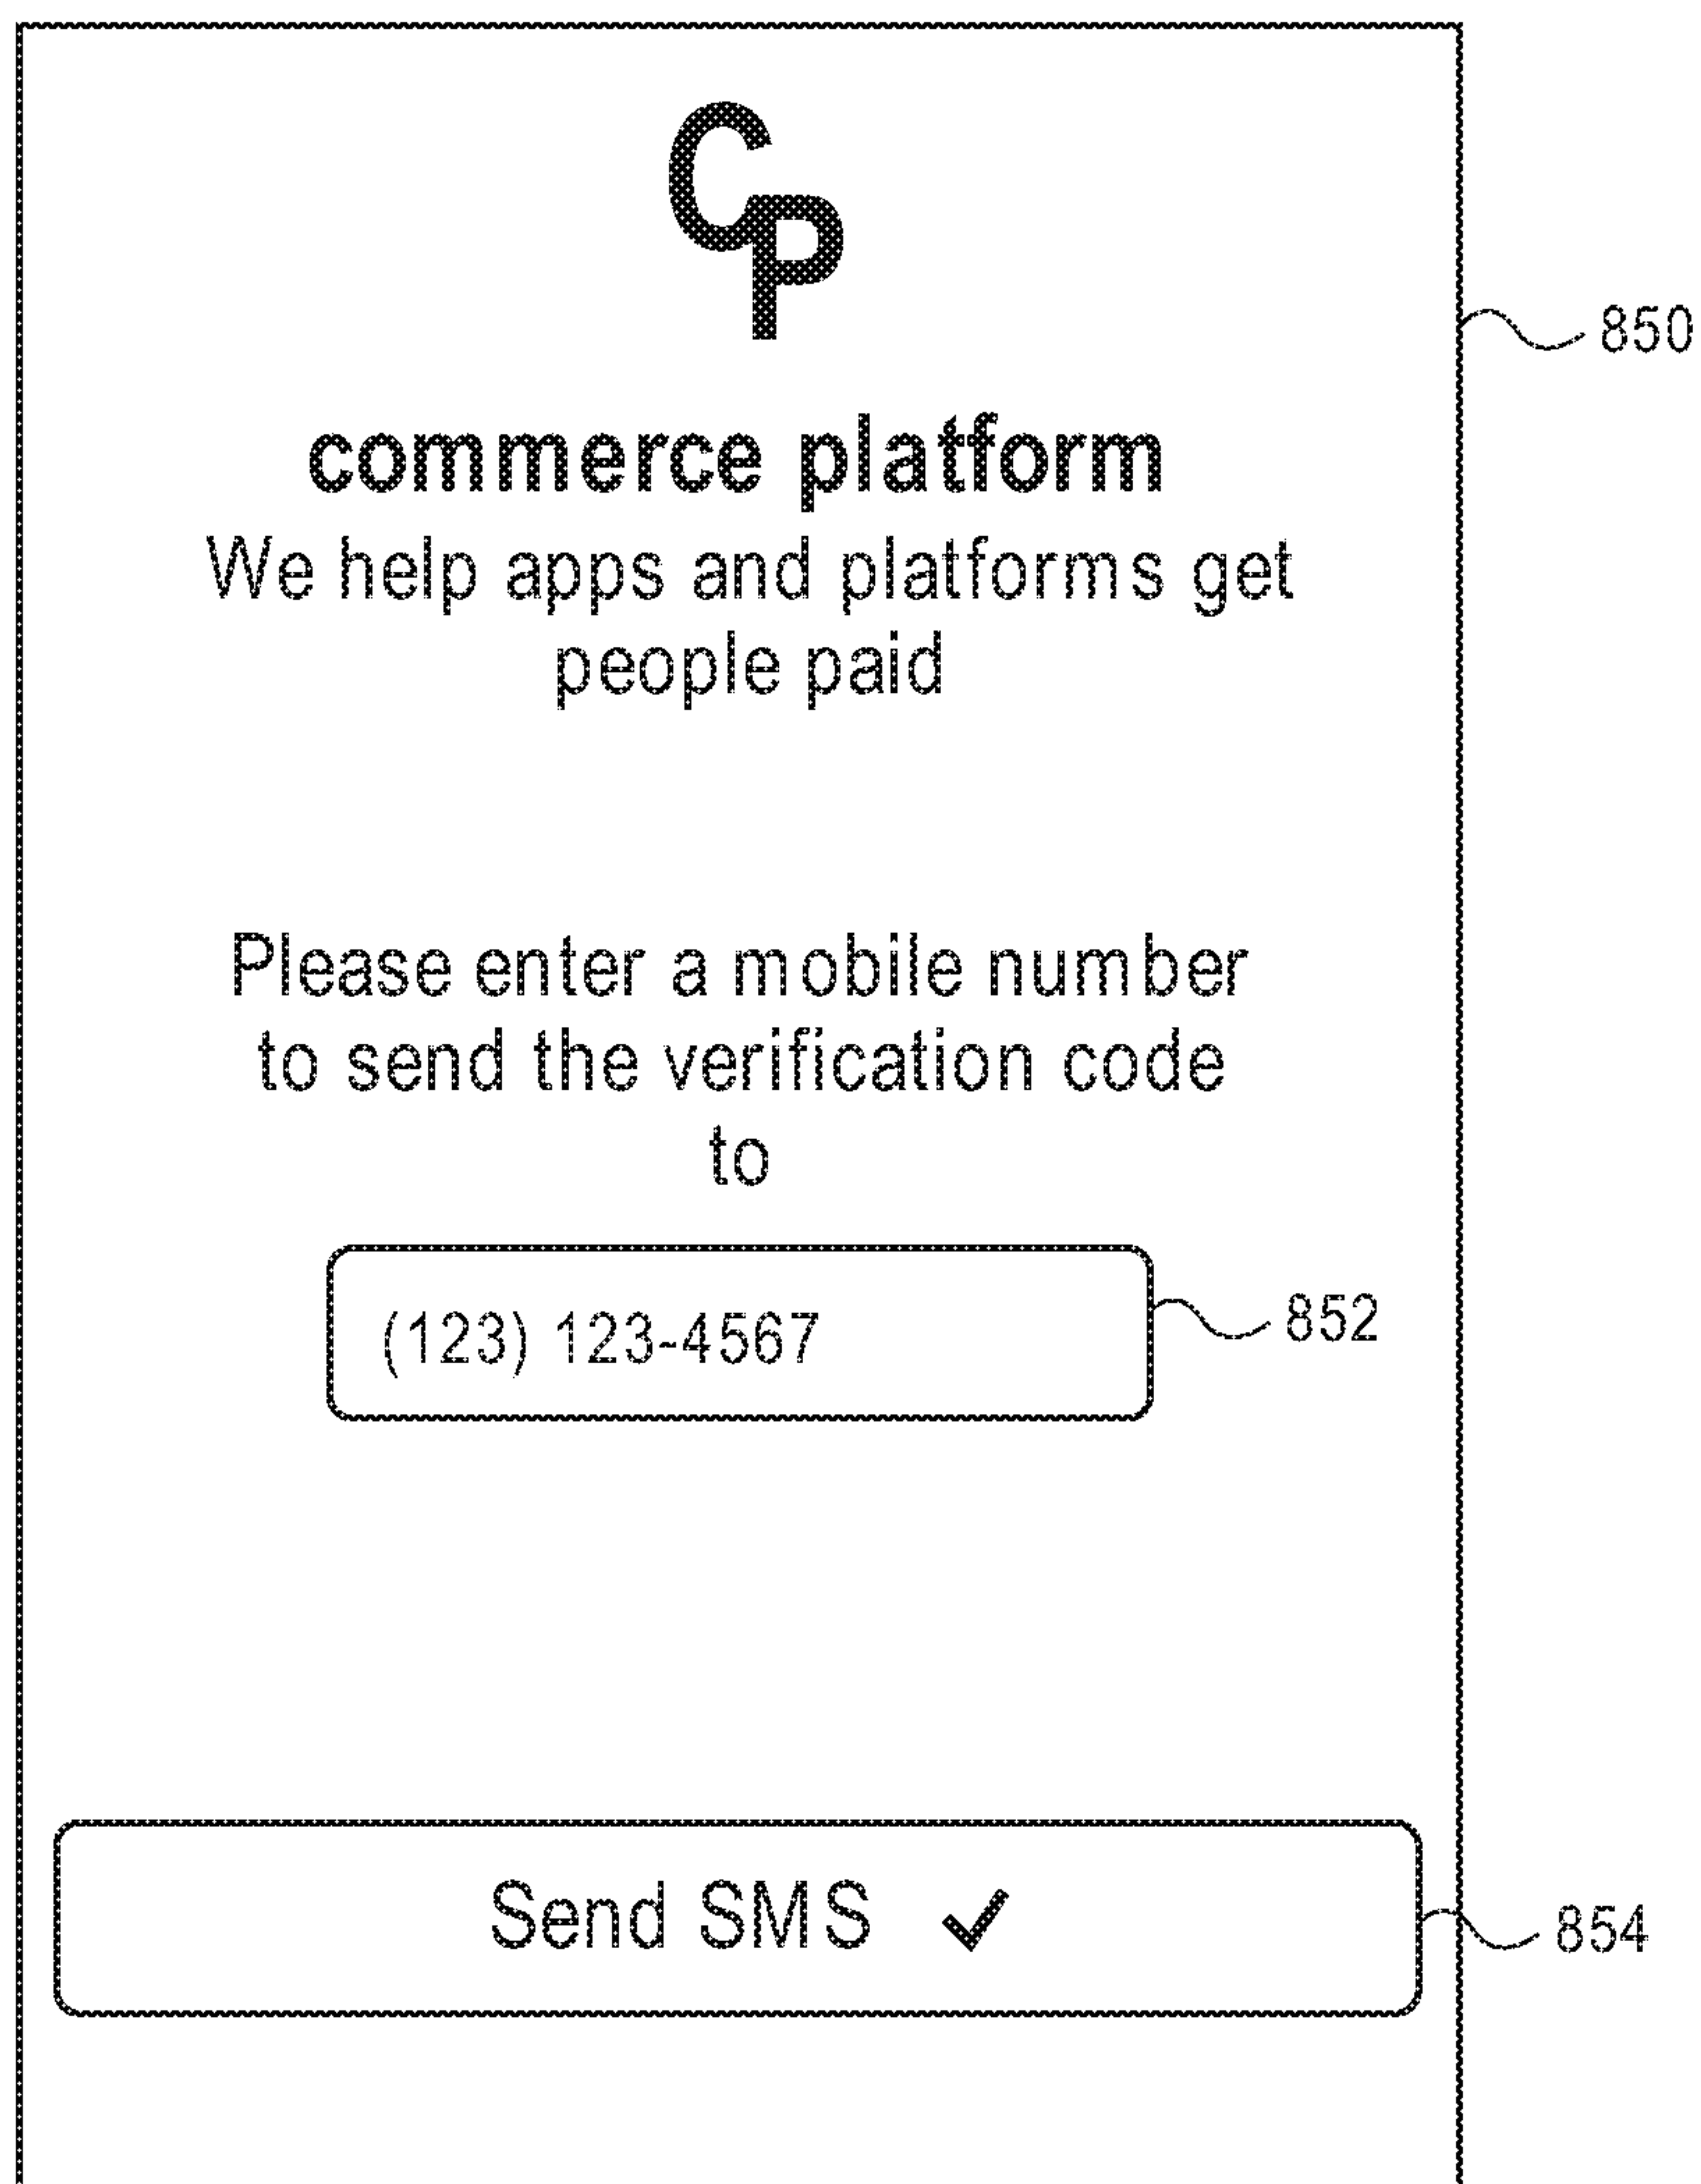 CP
850
commerce platform
We help apps and platforms get
people paid
Please enter a mobile number
to send the verification code
to
(123) 123-4567
852
Send SMS ✓
854